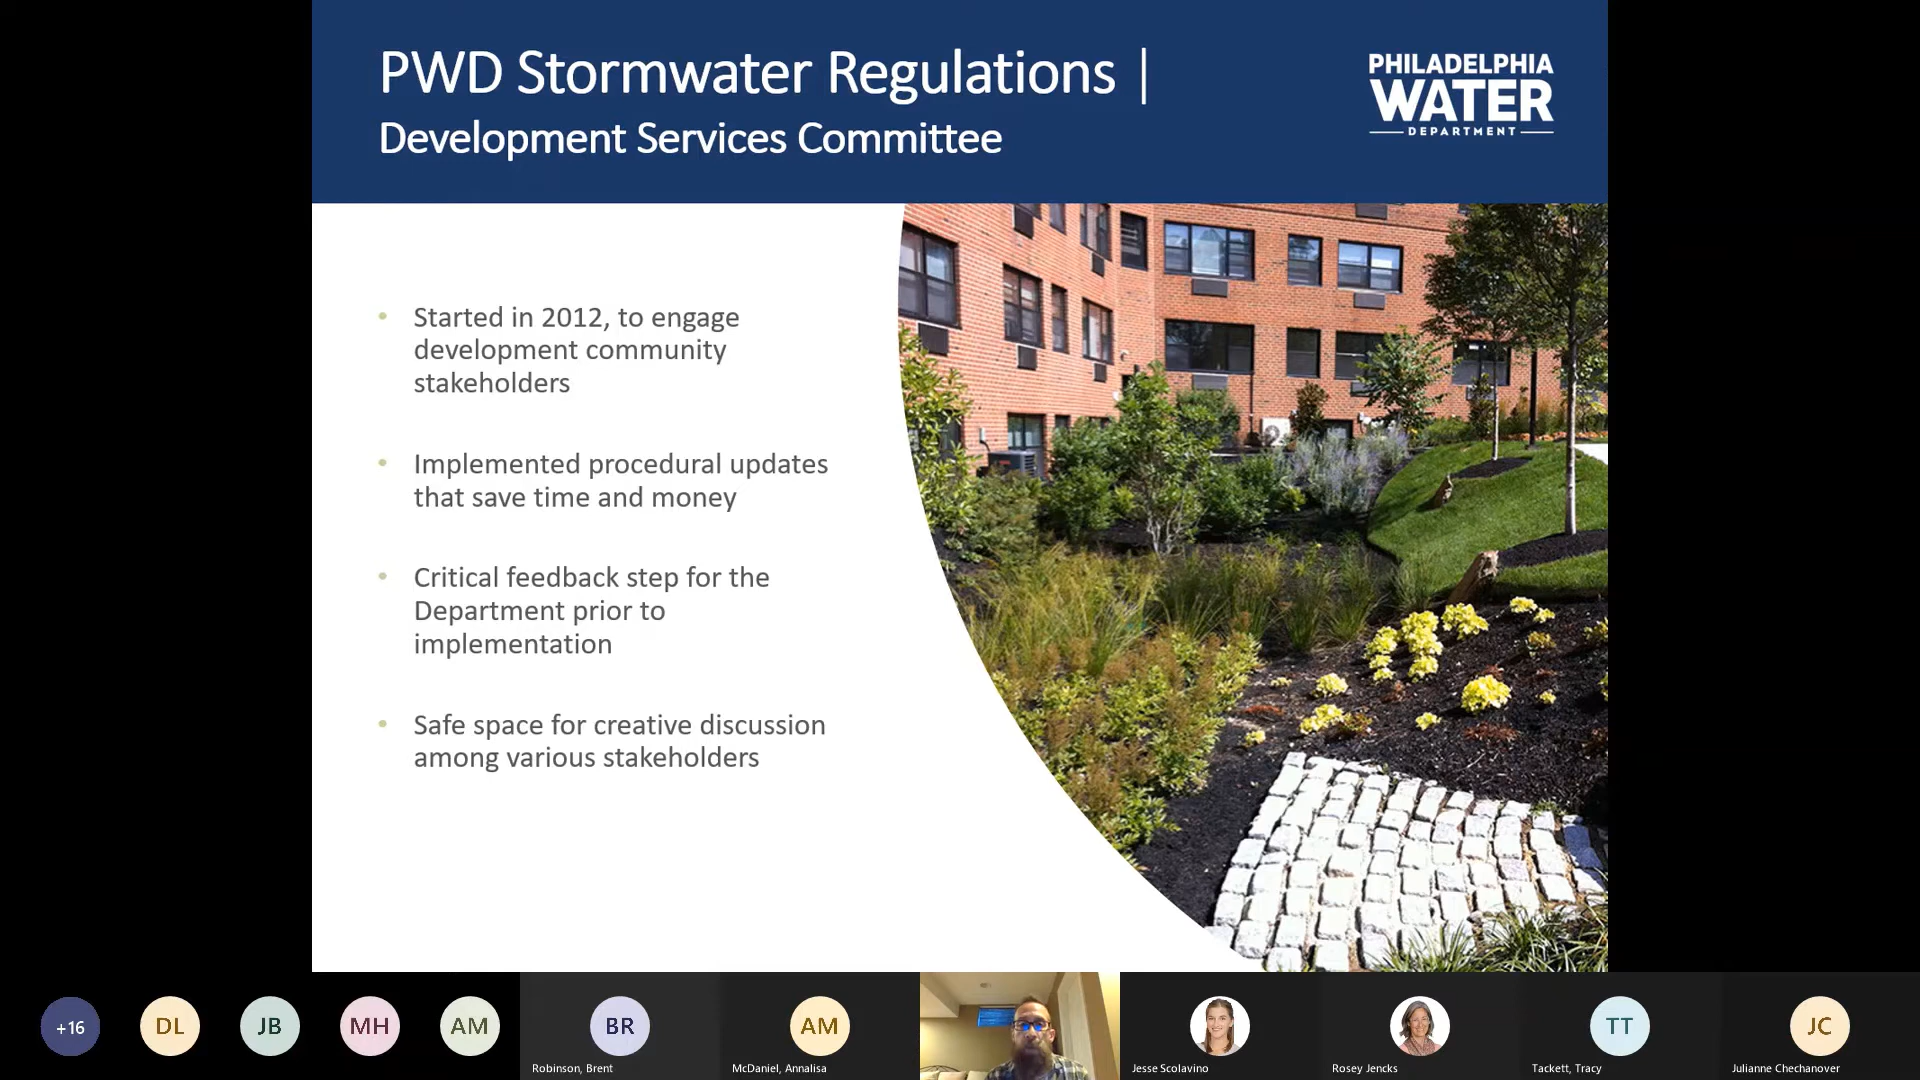 PWD Stormwater Regulations |
Development Services Committee
PHILADELPHIA
WATER
DEPARTMENT
• Started in 2012, to engage
development community
stakeholders
• Implemented procedural updates
that save time and money
• Critical feedback step for the
Department prior to
implementation
• Safe space for creative discussion
among various stakeholders
+16
DL
JB
MH
AM
BR
Robinson, Brent
AM
McDaniel, Annalisa
Jesse Scolavino
Rosey Jencks
TT
Tackett, Tracy
JC
Julianne Chechanover